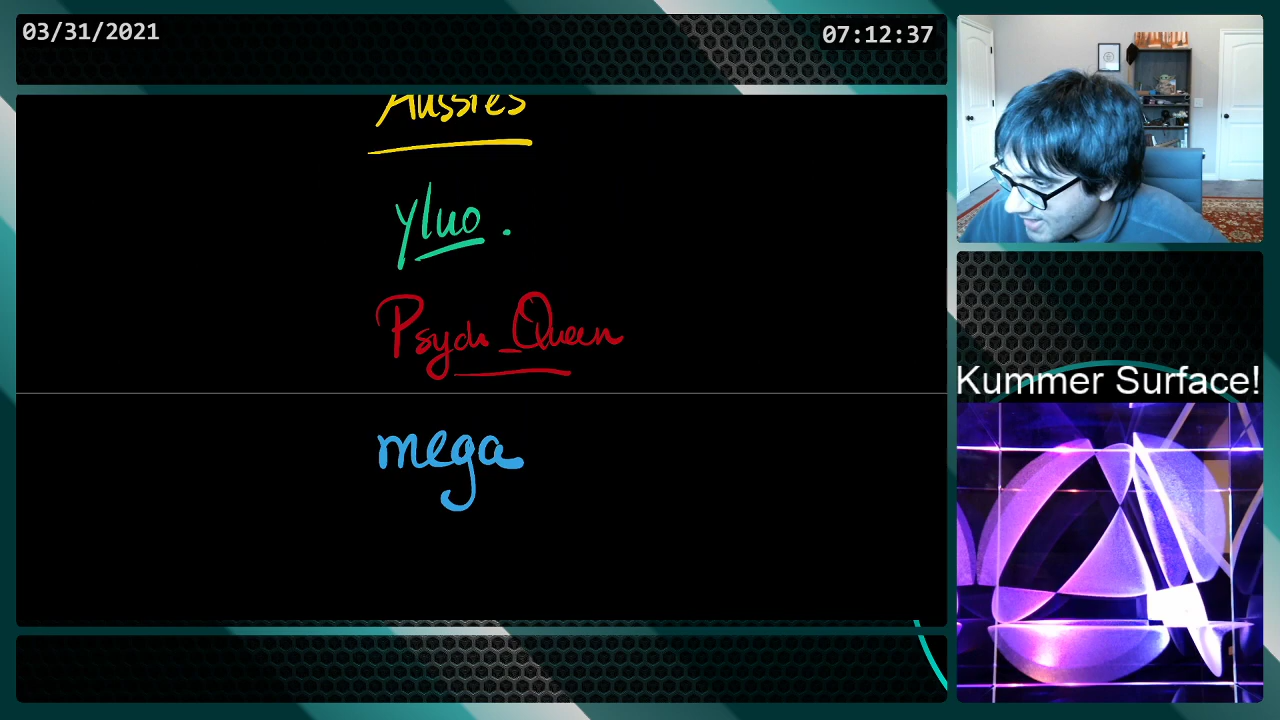 03/31/2021
07:12:37
Aussies
yluo.
Psych_Queen
Kummer Surface!
mega